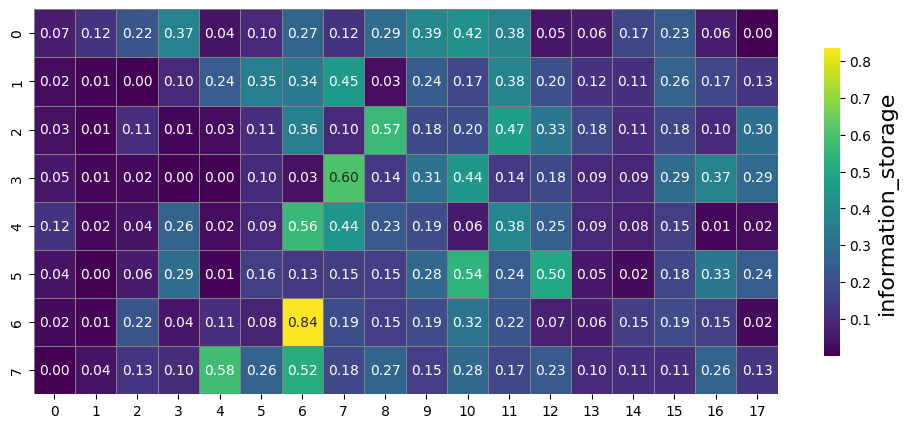 0 0.07 0.12 0.22 0.37 0.04 0.10 0.27 0.12 0.29 0.39 0.42 0.38 0.05 0.06 0.17 0.23 0.06 0.00
1 0.02 0.01 0.00 0.10 0.24 0.35 0.34 0.45 0.03 0.24 0.17 0.38 0.20 0.12 0.11 0.26 0.17 0.13
2 0.03 0.01 0.11 0.01 0.03 0.11 0.36 0.10 0.57 0.18 0.20 0.47 0.33 0.18 0.11 0.18 0.10 0.30
3 0.05 0.01 0.02 0.00 0.00 0.10 0.03 0.60 0.14 0.31 0.44 0.14 0.18 0.09 0.09 0.29 0.37 0.29
4 0.12 0.02 0.04 0.26 0.02 0.09 0.56 0.44 0.23 0.19 0.06 0.38 0.25 0.09 0.08 0.15 0.01 0.02
5 0.04 0.00 0.06 0.29 0.01 0.16 0.13 0.15 0.15 0.28 0.54 0.24 0.50 0.05 0.02 0.18 0.33 0.24
6 0.02 0.01 0.22 0.04 0.11 0.08 0.84 0.19 0.15 0.19 0.32 0.22 0.07 0.06 0.15 0.19 0.15 0.02
7 0.00 0.04 0.13 0.10 0.58 0.26 0.52 0.18 0.27 0.15 0.28 0.17 0.23 0.10 0.11 0.11 0.26 0.13
0 1 2 3 4 5 6 7 8 9 10 11 12 13 14 15 16 17
0.8
0.7
0.6
0.5
0.4
0.3
0.2
0.1
information_storage